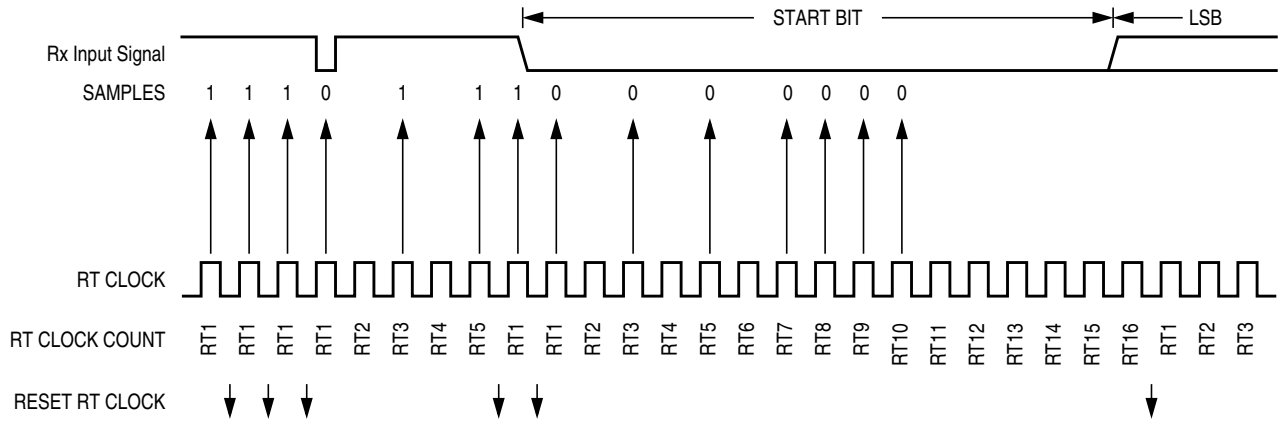 START BIT
LSB
Rx Input Signal
SAMPLES 1 1 1 0 1 1 1 0 0 0 0 0 0 0
RT CLOCK
RT CLOCK COUNT RT1 RT1 RT1 RT1 RT2 RT3 RT4 RT5 RT1 RT1 RT2 RT3 RT4 RT5 RT6 RT7 RT8 RT9 RT10 RT11 RT12 RT13 RT14 RT15 RT16 RT1 RT2 RT3
RESET RT CLOCK